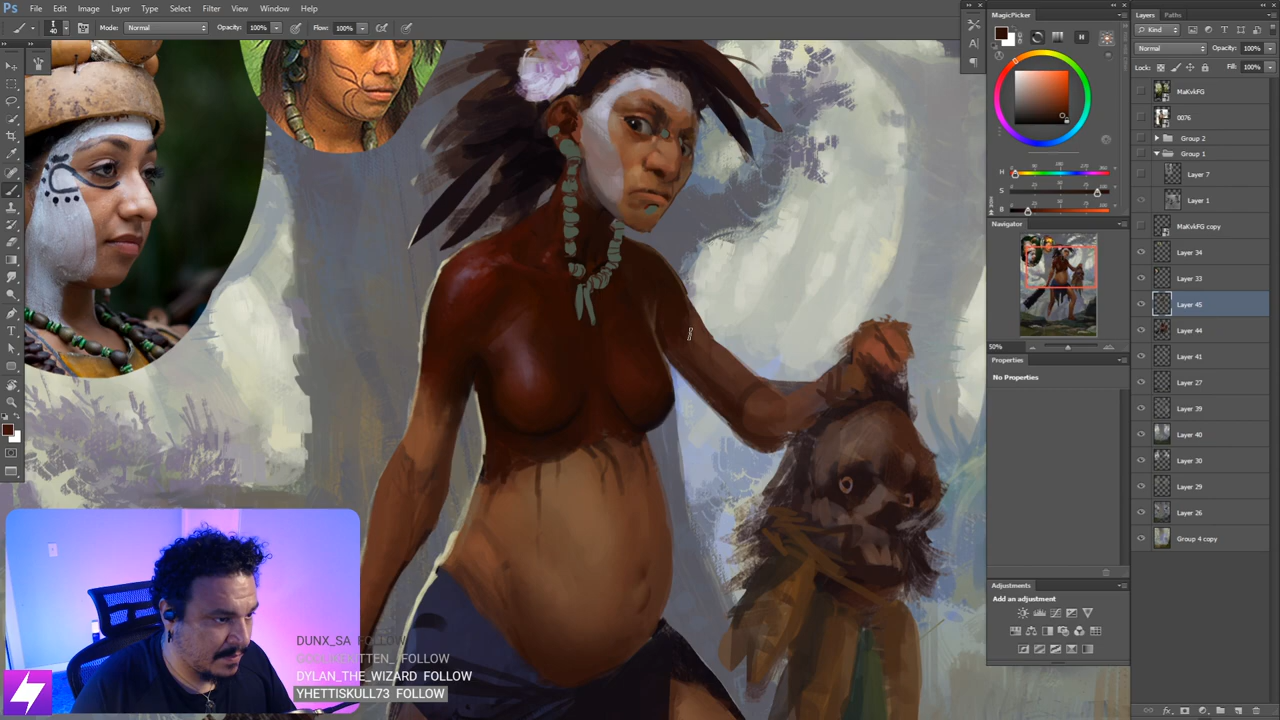 Ps File Edit Image Layer Type Select Filter View Window Help
40 Mode: Normal Opacity: 100% Flow: 100%
MagicPicker
H
H
S
B
Navigator
50%
Properties
No Properties
Adjustments
Add an adjustment
Layers Paths
Kind
Normal Opacity: 100%
Lock: Fill: 100%
MaKvkFG
0076
Group 2
Group 1
Layer 7
Layer 1
MaKvkFG copy
Layer 34
Layer 33
Layer 45
Layer 44
Layer 41
Layer 27
Layer 39
Layer 40
Layer 30
Layer 29
Layer 26
Group 4 copy
DUNX_SA FOLLOW
FOLLOW
DYLAN_THE_WIZARD FOLLOW
YHETTISKULL73 FOLLOW